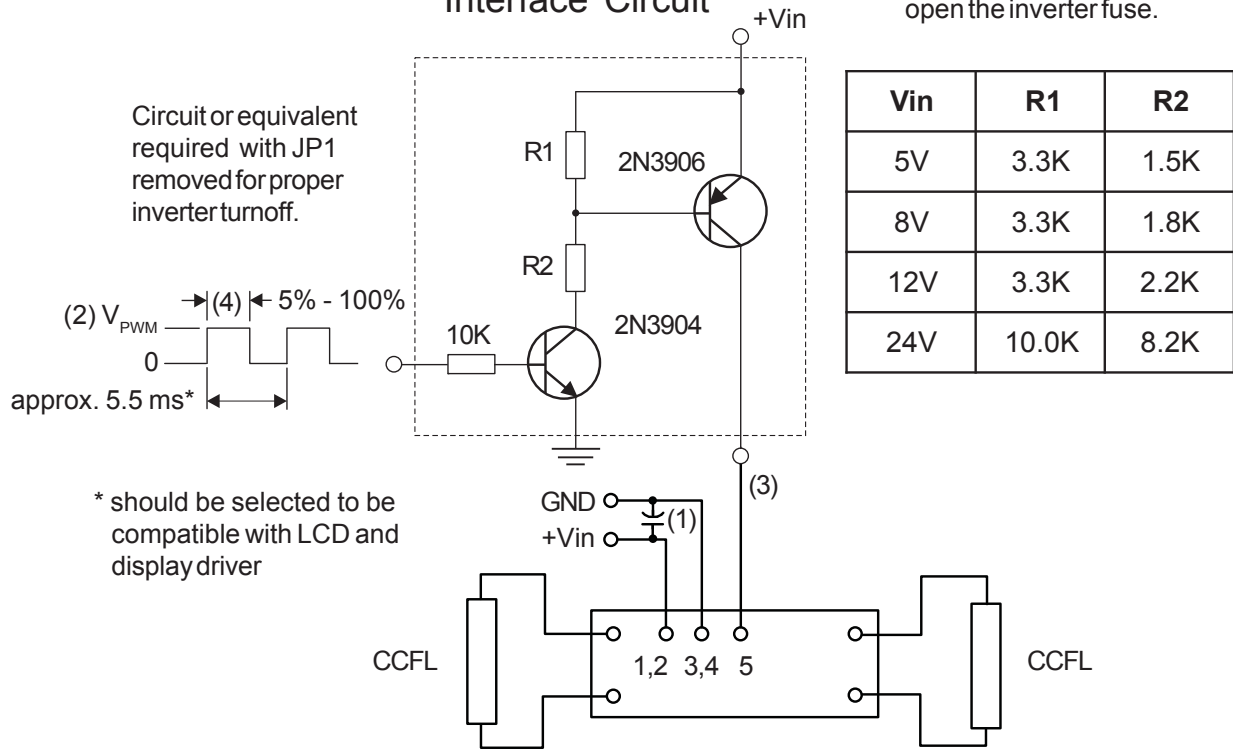 Interface Circuit
open the inverter fuse.
+Vin
Circuit or equivalent
required with JP1
removed for proper
inverter turnoff.
R1
2N3906
R2
2N3904
10K
(2) VPWM
(4)
5% - 100%
0
approx. 5.5 ms*
Vin R1 R2
5V 3.3K 1.5K
8V 3.3K 1.8K
12V 3.3K 2.2K
24V 10.0K 8.2K
* should be selected to be
compatible with LCD and
display driver
GND
+Vin
(1)
(3)
CCFL
1,2 3,4 5
CCFL